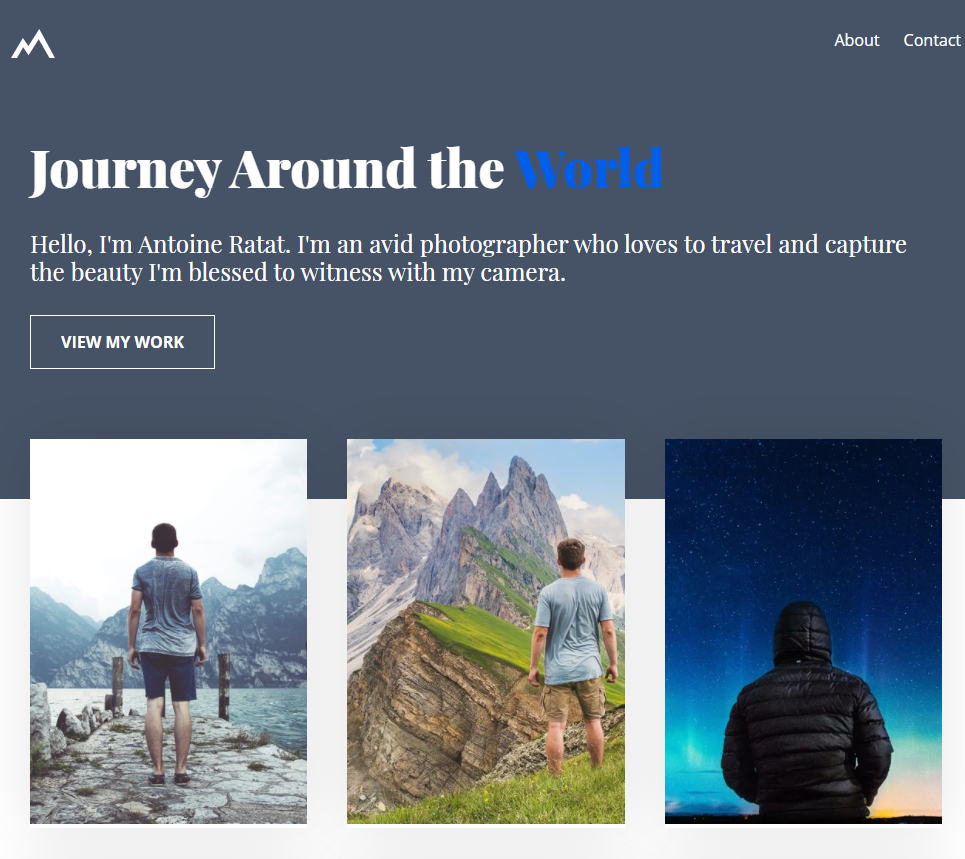 About Contact
Journey Around the World
Hello, I'm Antoine Ratat. I'm an avid photographer who loves to travel and capture
the beauty I'm blessed to witness with my camera.
VIEW MY WORK